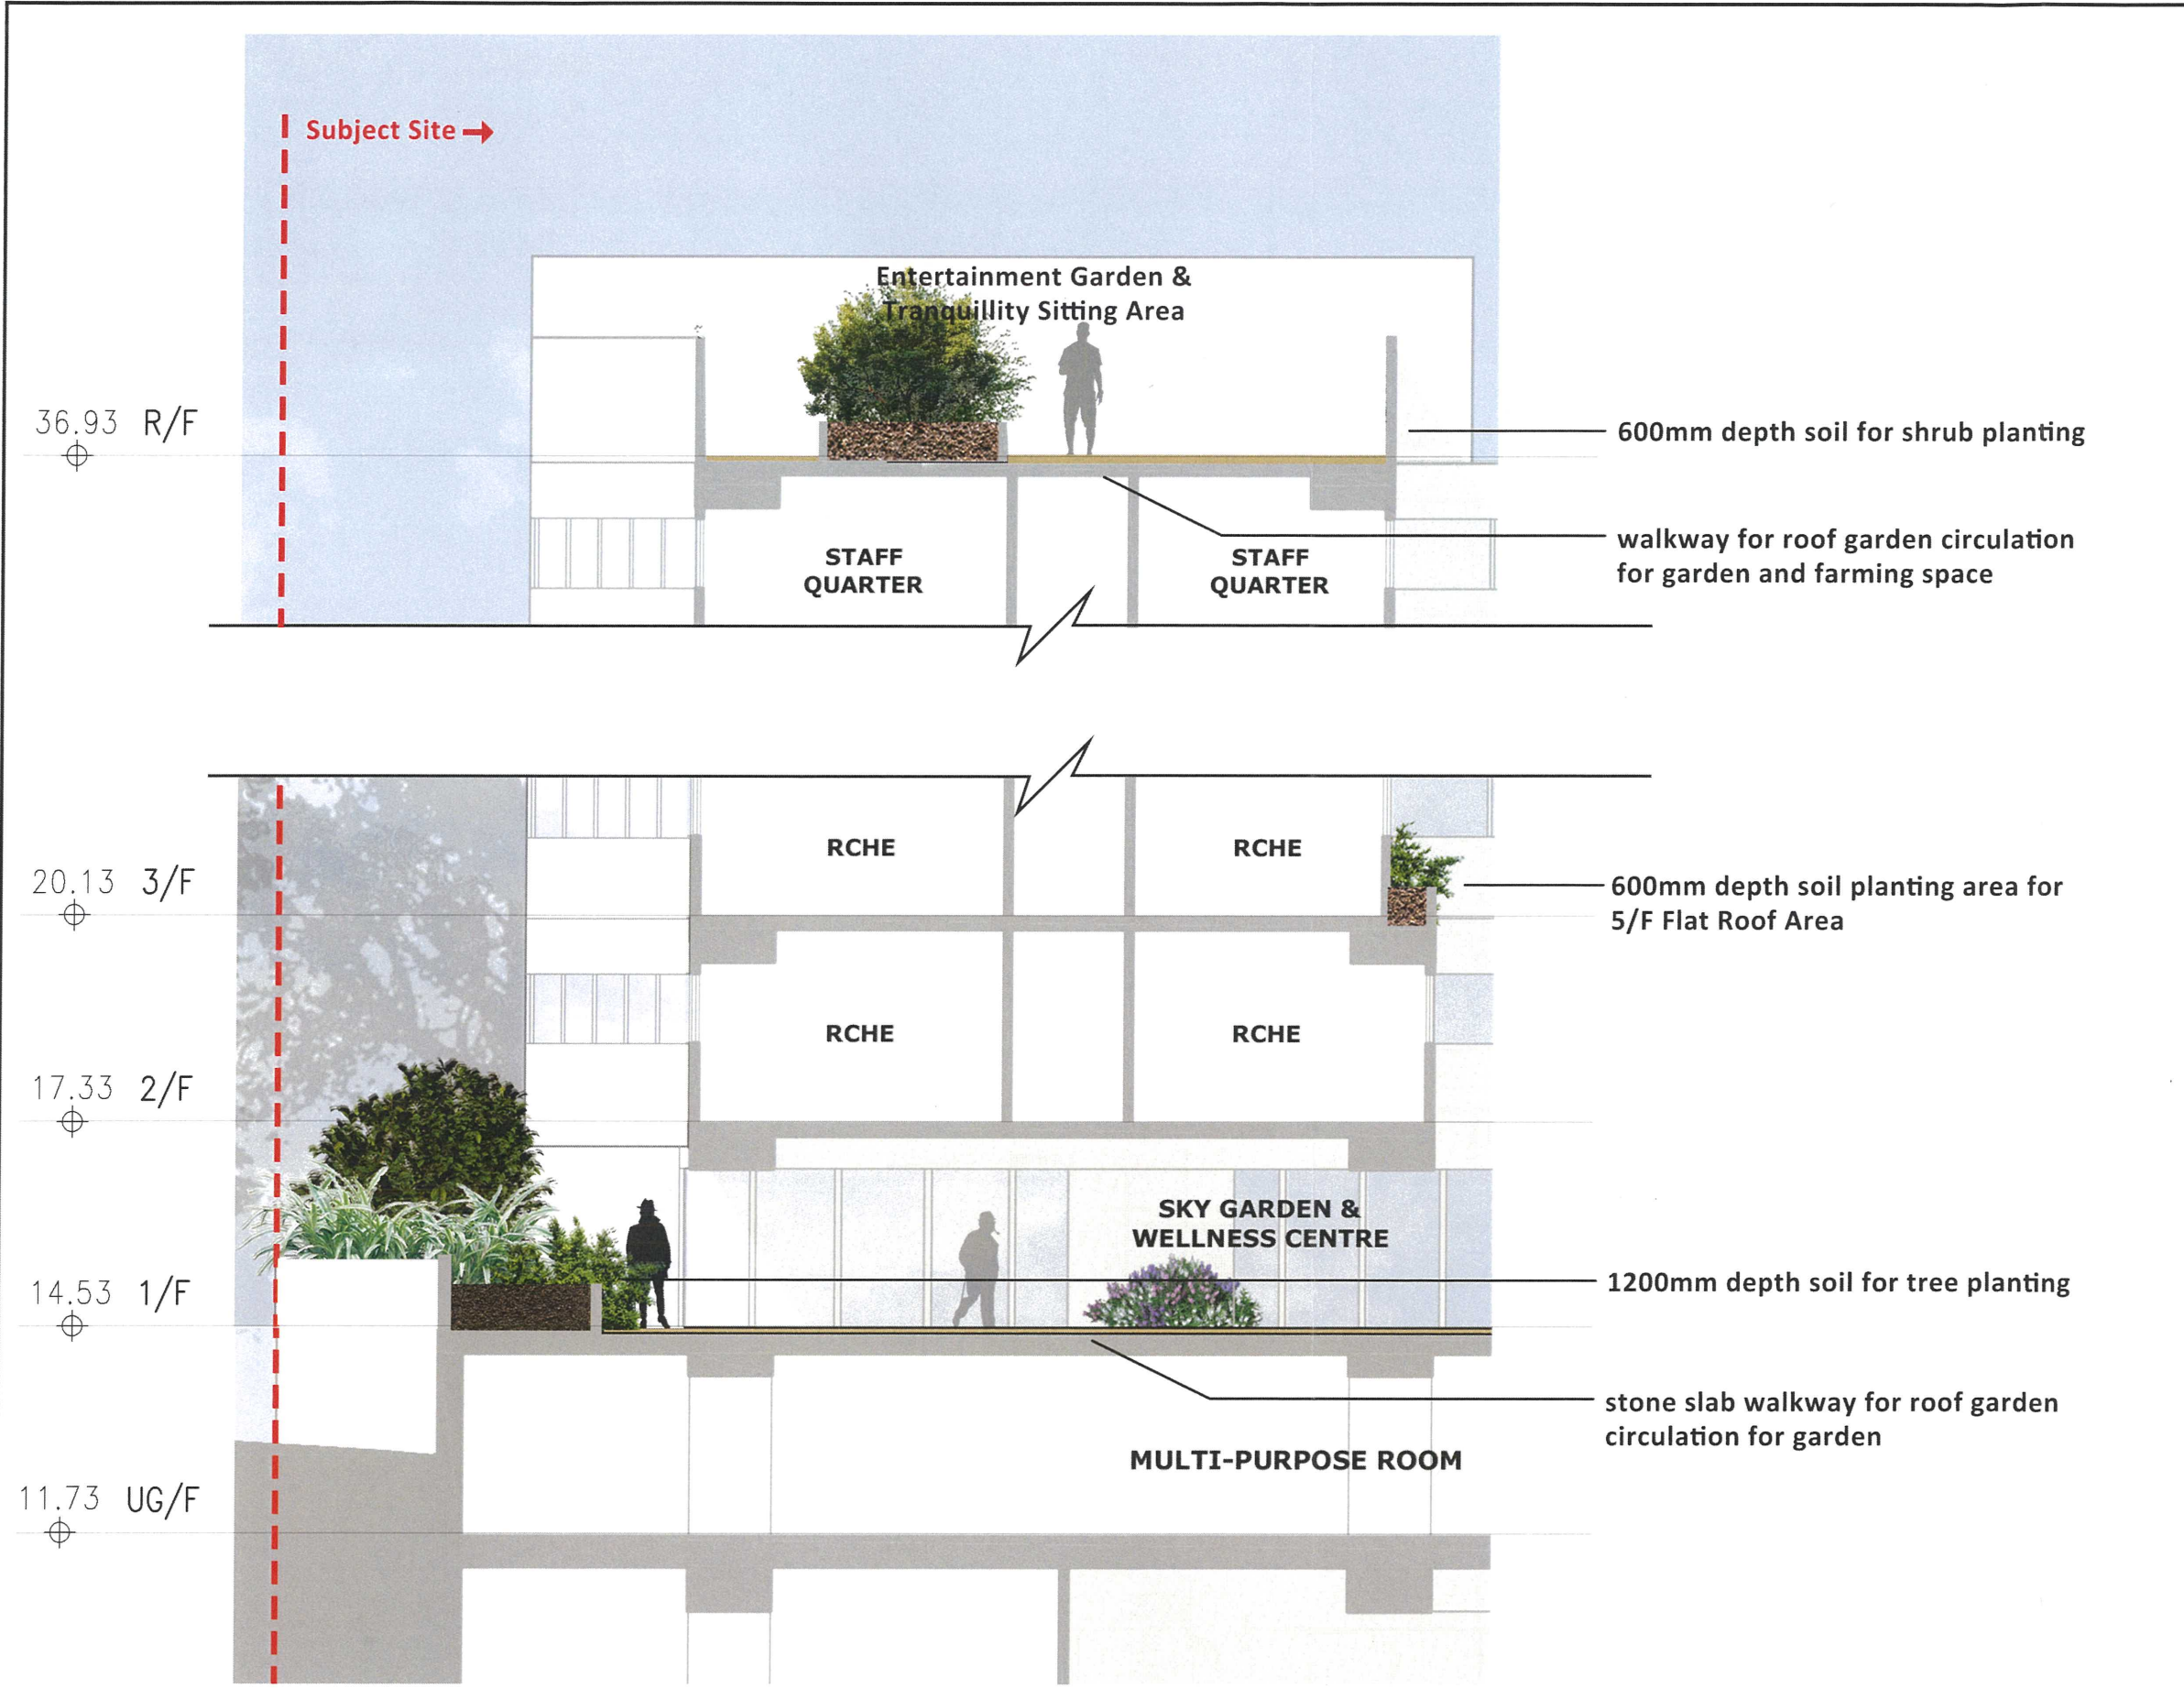 Subject Site
Entertainment Garden &
Tranquillity Sitting Area
36.93 R/F
600mm depth soil for shrub planting
walkway for roof garden circulation
for garden and farming space
STAFF
QUARTER
STAFF
QUARTER
RCHE
RCHE
20.13 3/F
600mm depth soil planting area for
5/F Flat Roof Area
RCHE
RCHE
17.33 2/F
SKY GARDEN &
WELLNESS CENTRE
14.53 1/F
1200mm depth soil for tree planting
stone slab walkway for roof garden
circulation for garden
MULTI-PURPOSE ROOM
11.73 UG/F